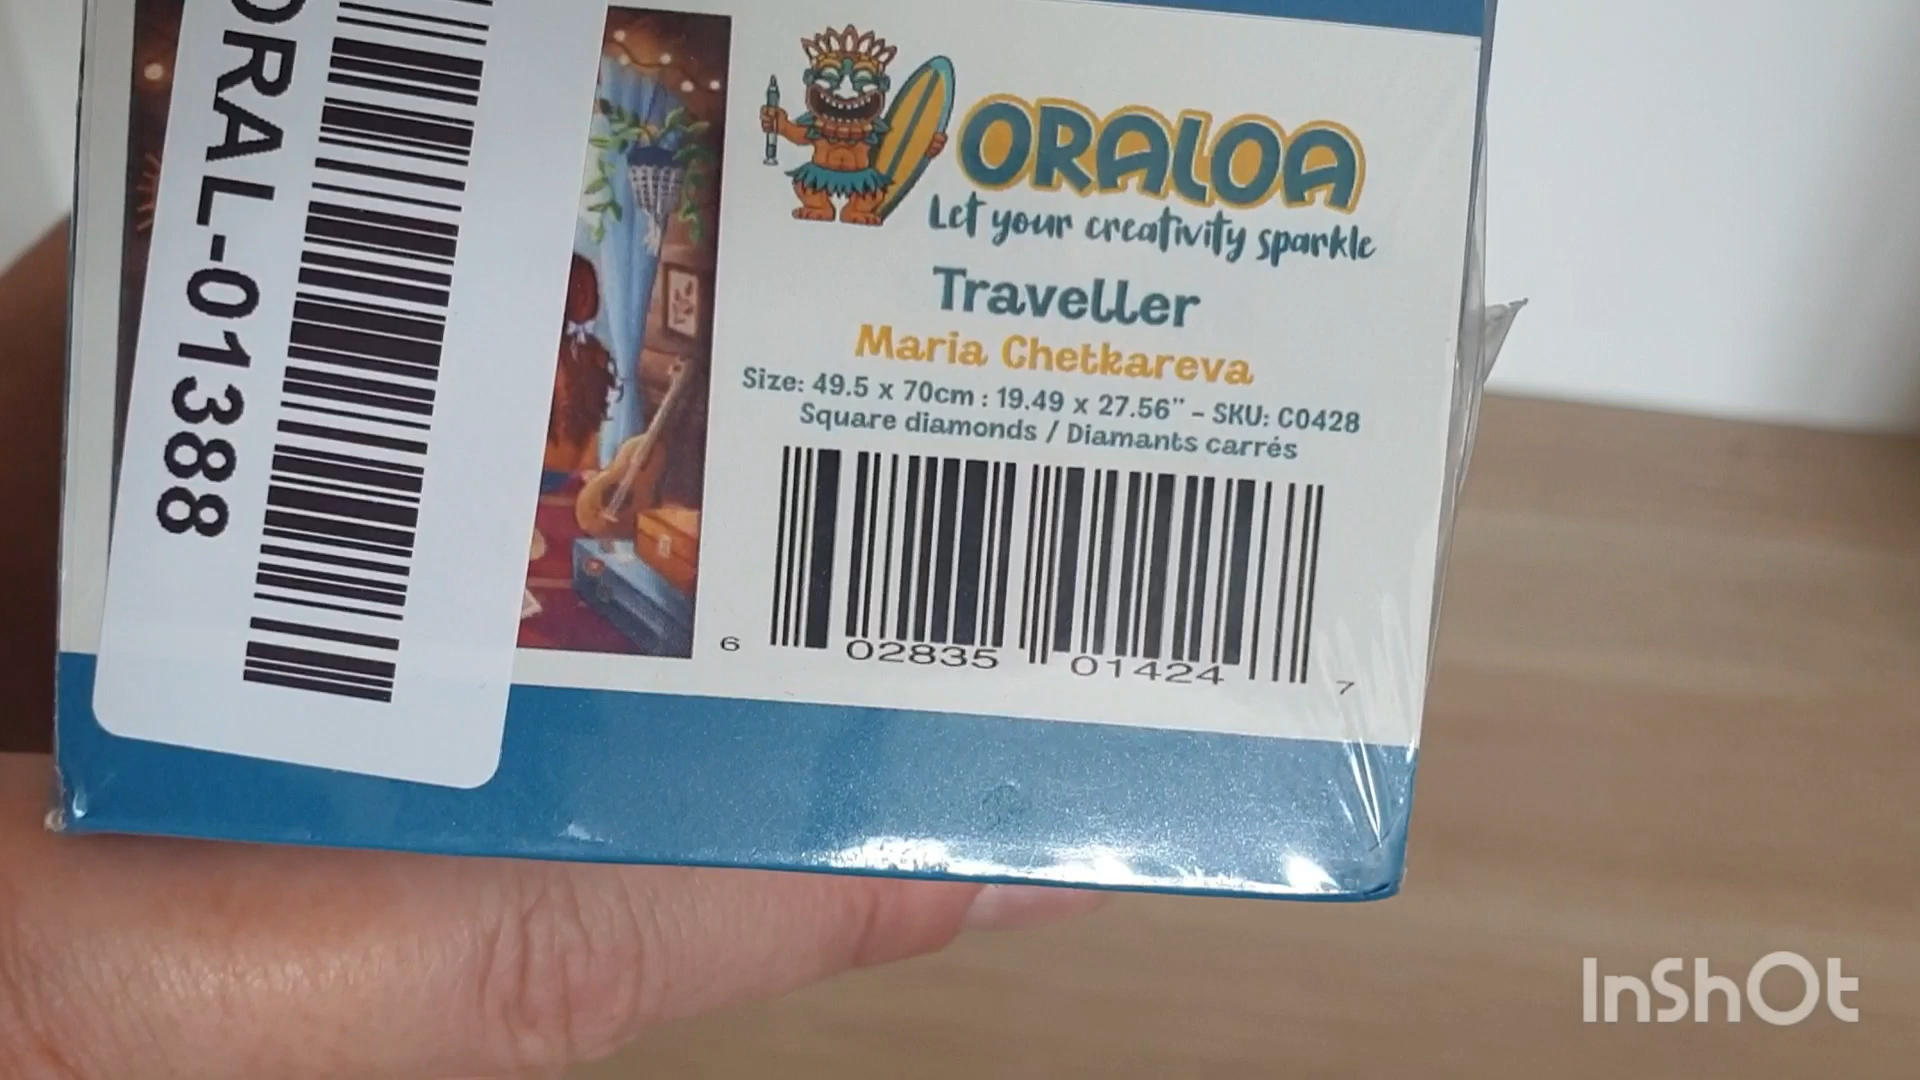 ORAL-01388
ORALOA
Let your creativity sparkle
Traveller
Maria Chetkareva
Size: 49.5 x 70cm : 19.49 x 27.56" - SKU: C0428
Square diamonds / Diamants carrés
6 02835 01424 7
InShOt